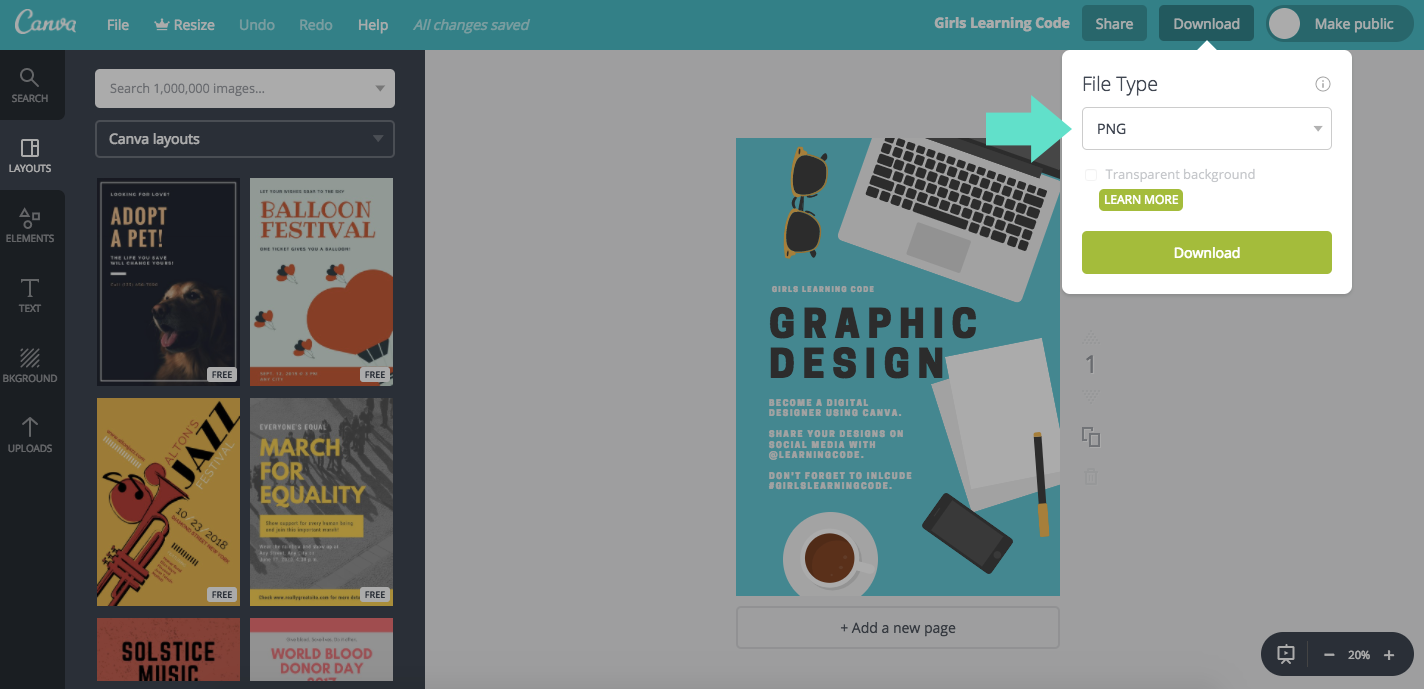 Canva
File
Resize
Undo
Redo
Help
All changes saved
Girls Learning Code
Share
Download
Make public
SEARCH
LAYOUTS
ELEMENTS
TEXT
BKGROUND
UPLOADS
Search 1,000,000 images...
Canva layouts
LOOKING FOR LOVE?
ADOPT
A PET!
THE LIFE YOU SAVE
WILL CHANGE YOURS!
FREE
LET YOUR WORRIES SOAR TO THE SKY
BALLOON
FESTIVAL
ONE TICKET GIVES YOU A BALLOON!
FREE
ALTON'S
JAZZ
FESTIVAL
10. 23. 2018
FREE
EVERYONE'S EQUAL
MARCH
FOR
EQUALITY
Show support for every human being
and join this important march!
FREE
SOLSTICE
MUSIC
WORLD BLOOD
DONOR DAY
2017
GIRLS LEARNING CODE
GRAPHIC
DESIGN
BECOME A DIGITAL
DESIGNER USING CANVA.
SHARE YOUR DESIGNS ON
SOCIAL MEDIA WITH
@LEARNINGCODE.
DON'T FORGET TO INLCUDE
#GIRLSLEARNINGCODE.
+ Add a new page
File Type
PNG
Transparent background
LEARN MORE
Download
1
20%